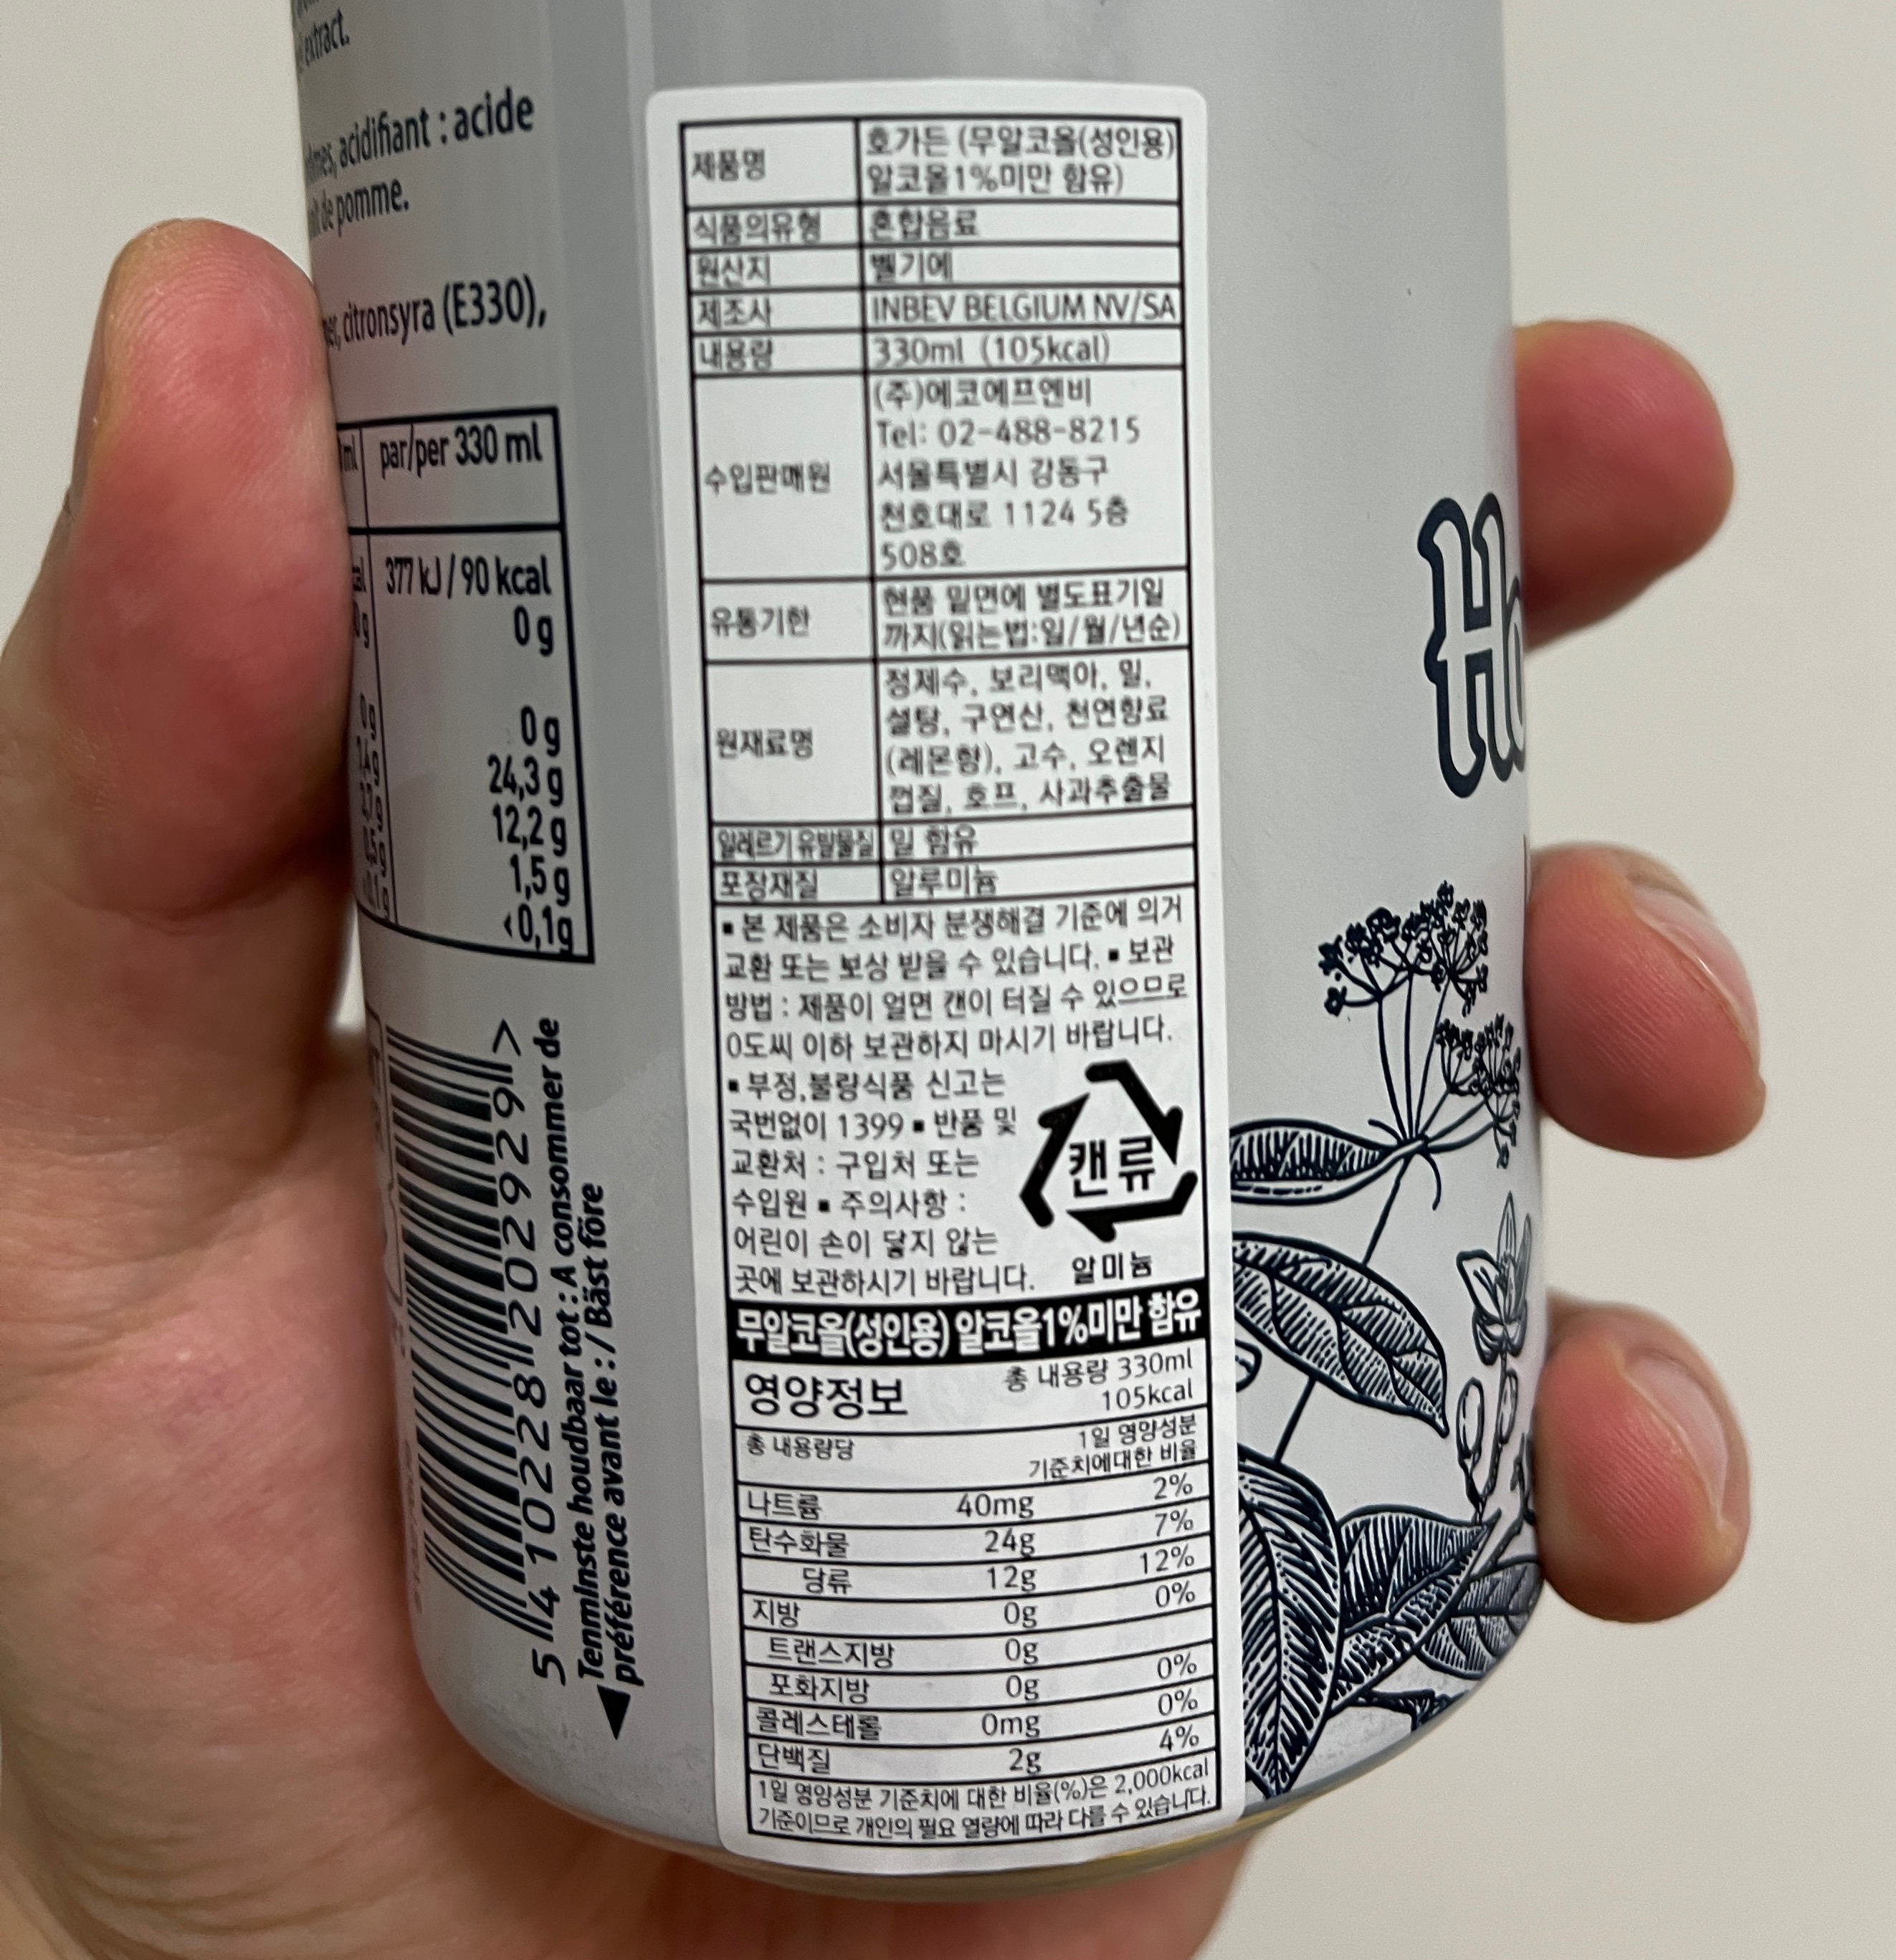 extract.
acidifiant : acide
de pomme.
citronsyra (E330),
ml par/per 330 ml
377 kJ / 90 kcal
0 g
0 g
24,3 g
12,2 g
1,5 g
<0,1g
5 410228 202929 >
Tenminste houdbaar tot : A consommer de
préférence avant le : / Bäst före
제품명 호가든 (무알코올(성인용)
알코올1%미만 함유)
식품의유형 혼합음료
원산지 벨기에
제조사 INBEV BELGIUM NV/SA
내용량 330ml (105kcal)
수입판매원 (주)에코에프엔비
Tel: 02-488-8215
서울특별시 강동구
천호대로 1124 5층
508호
유통기한 현품 밑면에 별도표기일
까지(읽는법:일/월/년순)
원재료명 정제수, 보리맥아, 밀,
설탕, 구연산, 천연향료
(레몬향), 고수, 오렌지
껍질, 호프, 사과추출물
알레르기 유발물질 밀 함유
포장재질 알루미늄
▪ 본 제품은 소비자 분쟁해결 기준에 의거
교환 또는 보상 받을 수 있습니다. ▪ 보관
방법 : 제품이 얼면 캔이 터질 수 있으므로
0도씨 이하 보관하지 마시기 바랍니다.
▪ 부정,불량식품 신고는
국번없이 1399 ▪ 반품 및
교환처 : 구입처 또는
수입원 ▪ 주의사항 :
어린이 손이 닿지 않는
곳에 보관하시기 바랍니다.
캔류
알미늄
무알코올(성인용) 알코올1%미만 함유
영양정보 총 내용량 330ml
105kcal
총 내용량당 1일 영양성분
기준치에대한 비율
나트륨 40mg 2%
탄수화물 24g 7%
당류 12g 12%
지방 0g 0%
트랜스지방 0g
포화지방 0g 0%
콜레스테롤 0mg 0%
단백질 2g 4%
1일 영양성분 기준치에 대한 비율(%)은 2,000kcal
기준이므로 개인의 필요 열량에 따라 다를 수 있습니다.
Ho